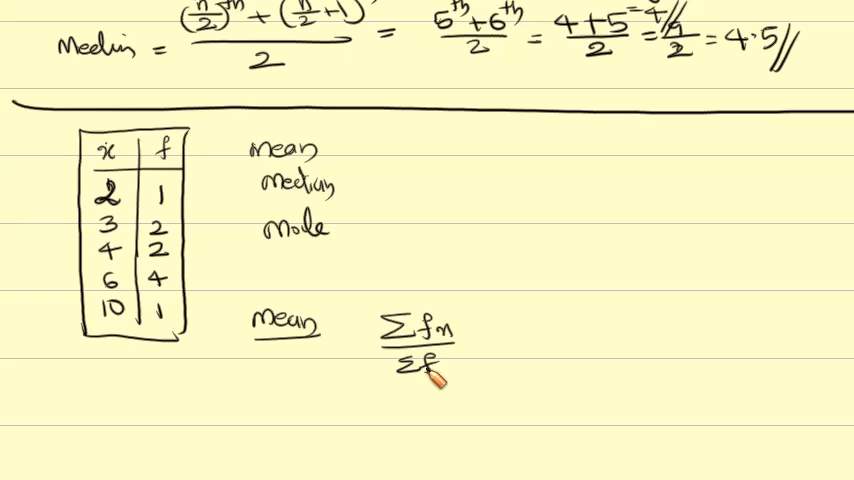 Median = (n/2)th + (n/2 + 1) / 2 = 5th + 6th / 2 = 4 + 5 / 2 = 9/2 = 4.5//
x f mean
2 1 median
3 2 mode
4 2
6 4
10 1
mean Σfx / Σf